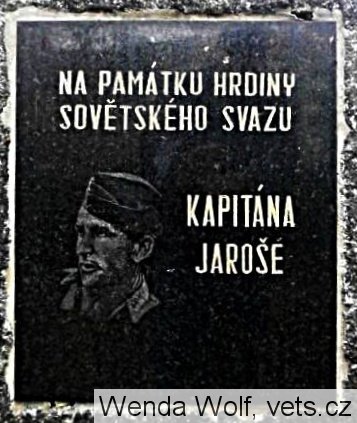 NA PAMÁTKU HRDINY
SOVĚTSKÉHO SVAZU
KAPITÁNA
JAROŠE
Wenda Wolf, vets.cz